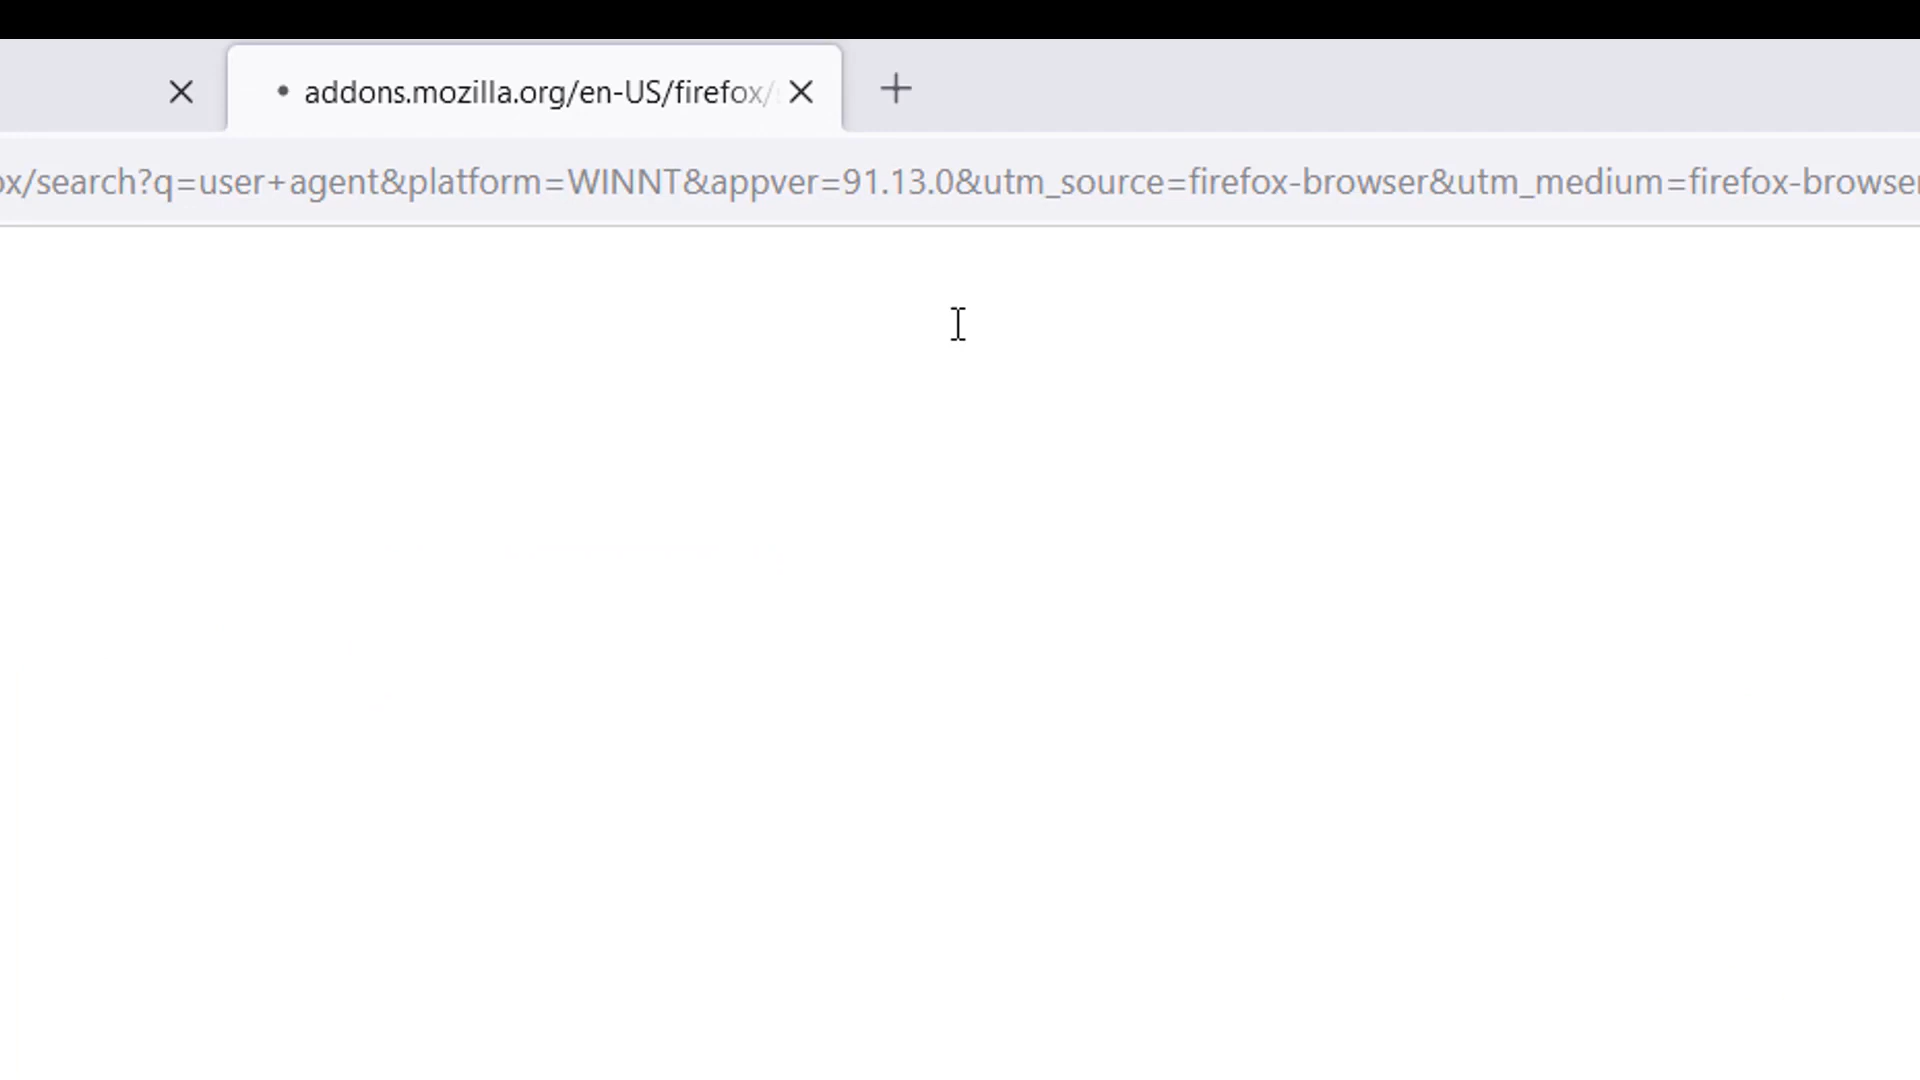 addons.mozilla.org/en-US/firefox/
ox/search?q=user+agent&platform=WINNT&appver=91.13.0&utm_source=firefox-browser&utm_medium=firefox-browser